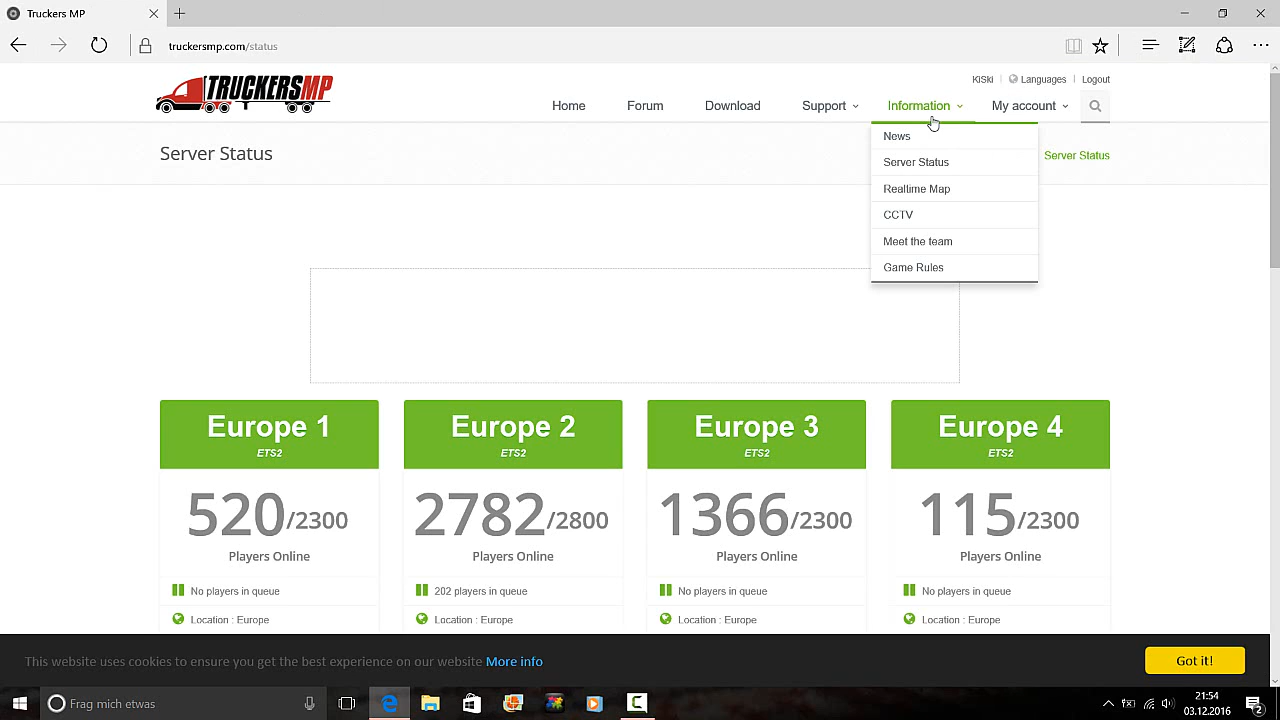 Truckers MP
truckersmp.com/status
TRUCKERSMP
KISki
Languages
Logout
Home
Forum
Download
Support
Information
My account
Server Status
Server Status
News
Server Status
Realtime Map
CCTV
Meet the team
Game Rules
Europe 1
ETS2
520/2300
Players Online
No players in queue
Location : Europe
Europe 2
ETS2
2782/2800
Players Online
202 players in queue
Location : Europe
Europe 3
ETS2
1366/2300
Players Online
No players in queue
Location : Europe
Europe 4
ETS2
115/2300
Players Online
No players in queue
Location : Europe
This website uses cookies to ensure you get the best experience on our website More info
Got it!
Frag mich etwas
21:54
03.12.2016